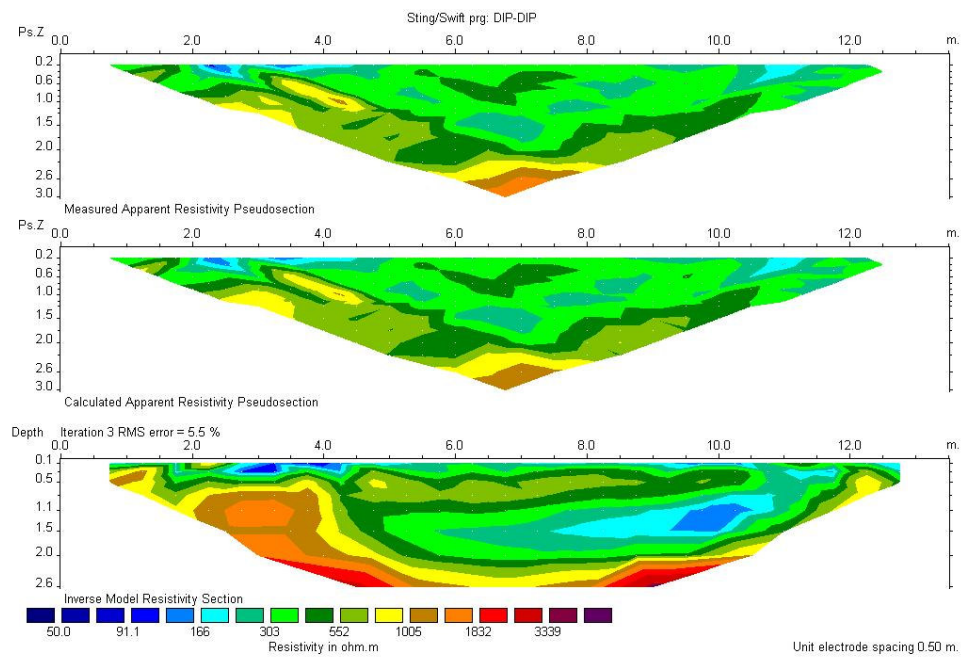 Sting/Swift prg: DIP-DIP
Ps.Z 0.0 2.0 4.0 6.0 8.0 10.0 12.0 m.
0.2
0.6
1.0
1.5
2.0
2.6
3.0
Measured Apparent Resistivity Pseudosection
Ps.Z 0.0 2.0 4.0 6.0 8.0 10.0 12.0 m.
0.2
0.6
1.0
1.5
2.0
2.6
3.0
Calculated Apparent Resistivity Pseudosection
Depth Iteration 3 RMS error = 5.5 %
0.0 2.0 4.0 6.0 8.0 10.0 12.0 m.
0.1
0.5
1.1
1.5
2.0
2.6
Inverse Model Resistivity Section
50.0 91.1 166 303 552 1005 1832 3339
Resistivity in ohm.m Unit electrode spacing 0.50 m.